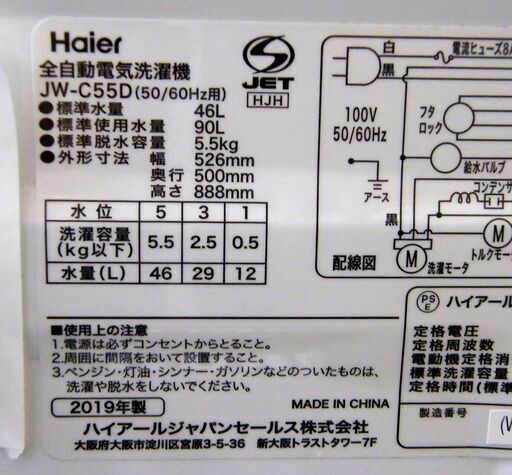 Haier
全自動電気洗濯機
JW-C55D(50/60Hz用)
●標準水量 46L
●標準使用水量 90L
●標準脱水容量 5.5kg
●外形寸法 幅 526mm
奥行 500mm
高さ 888mm
水位 5 3 1
洗濯容量(kg以下) 5.5 2.5 0.5
水量(L) 46 29 12
S
JET
HJH
白
黒
電流ヒューズ8A
100V
50/60Hz
フタ
ロック
給水バルブ
コンデンサ
アース
黒
M
洗濯モータ
M
トルクモータ
配線図
■使用上の注意
1.電源は必ずコンセントからとること。
2.周囲に間隔をおいて設置すること。
3.ベンジン・灯油・シンナー・ガソリンなどのついたものは、
洗濯や脱水をしないでください。
2019年製
MADE IN CHINA
ハイアールジャパンセールス株式会社
大阪府大阪市淀川区宮原3-5-36 新大阪トラストタワー7F
PS
E
ハイアール
定格電圧
定格周波数
電動機定格消
標準洗濯容量
定格時間(標準
製造番号